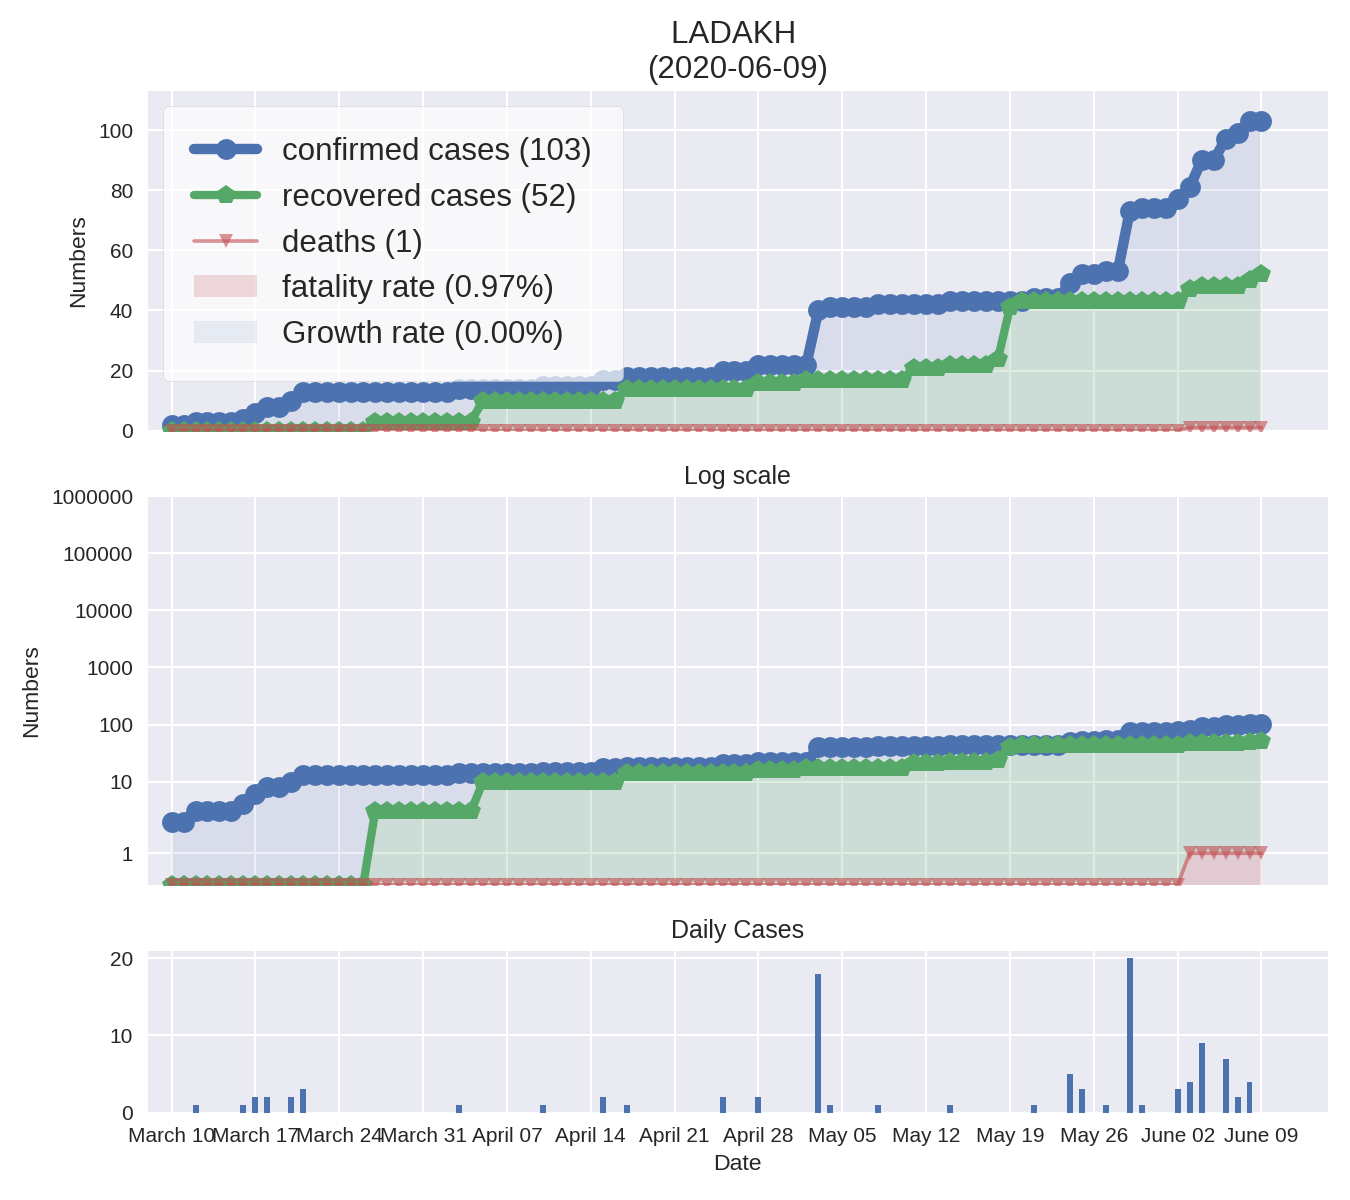 LADAKH
(2020-06-09)
100
80
60
40
20
0
Numbers
confirmed cases (103)
recovered cases (52)
deaths (1)
fatality rate (0.97%)
Growth rate (0.00%)
Log scale
1000000
100000
10000
1000
100
10
1
Numbers
Daily Cases
20
10
0
March 10 March 17 March 24 March 31 April 07 April 14 April 21 April 28 May 05 May 12 May 19 May 26 June 02 June 09
Date